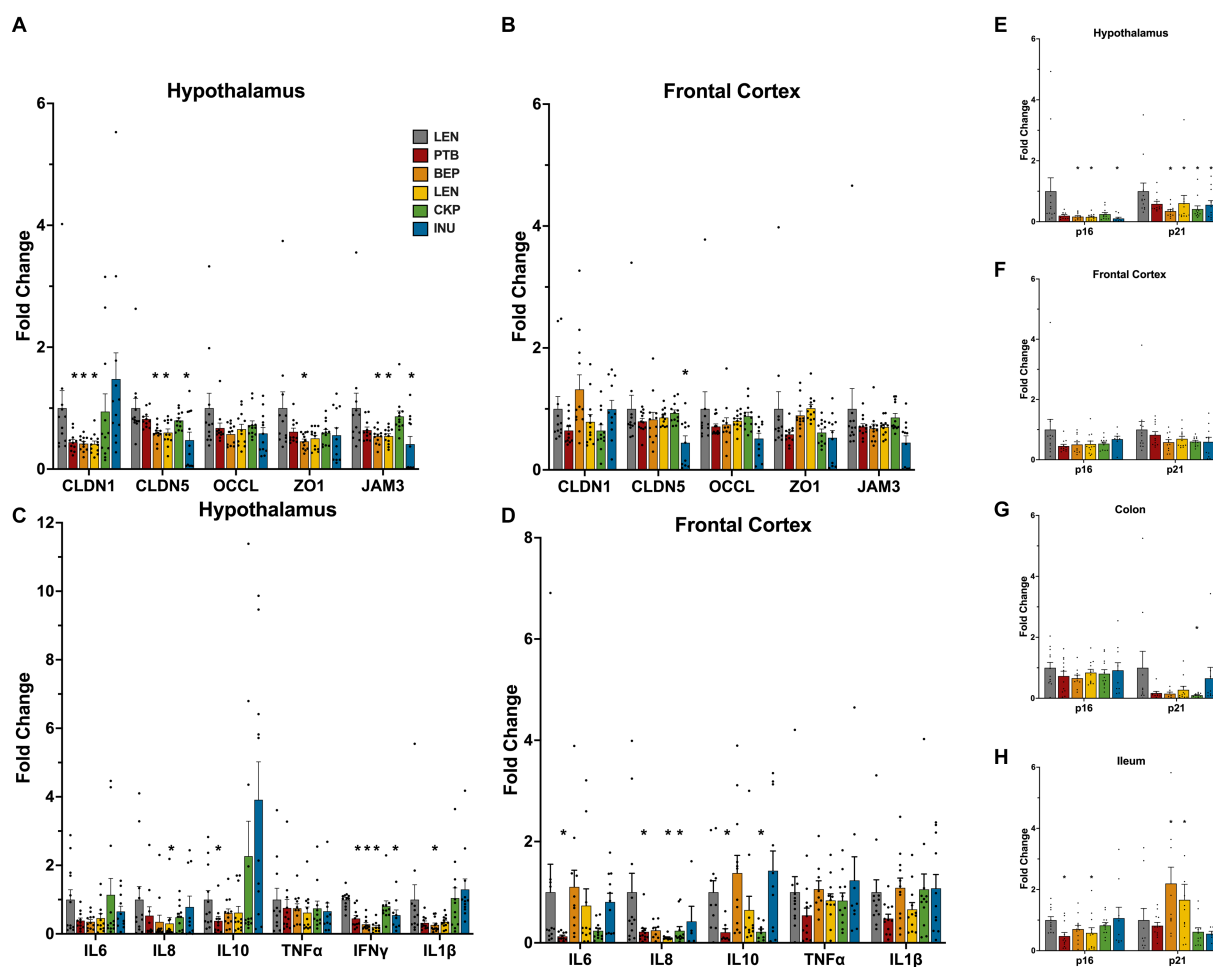 A
Hypothalamus
Fold Change
6
4
2
0
* * * * * * * * * *
CLDN1 CLDN5 OCCL ZO1 JAM3
LEN
PTB
BEP
LEN
CKP
INU
B
Frontal Cortex
Fold Change
6
4
2
0
*
CLDN1 CLDN5 OCCL ZO1 JAM3
C
Hypothalamus
Fold Change
12
10
8
6
4
2
0
* * * * * * *
IL6 IL8 IL10 TNFα IFNγ IL1β
D
Frontal Cortex
Fold Change
8
6
4
2
0
* * * * * *
IL6 IL8 IL10 TNFα IL1β
E
Hypothalamus
Fold Change
6
4
2
0
* * * * * * *
p16 p21
F
Frontal Cortex
Fold Change
6
4
2
0
p16 p21
G
Colon
Fold Change
6
4
2
0
*
p16 p21
H
Ileum
Fold Change
6
4
2
0
* * * *
p16 p21